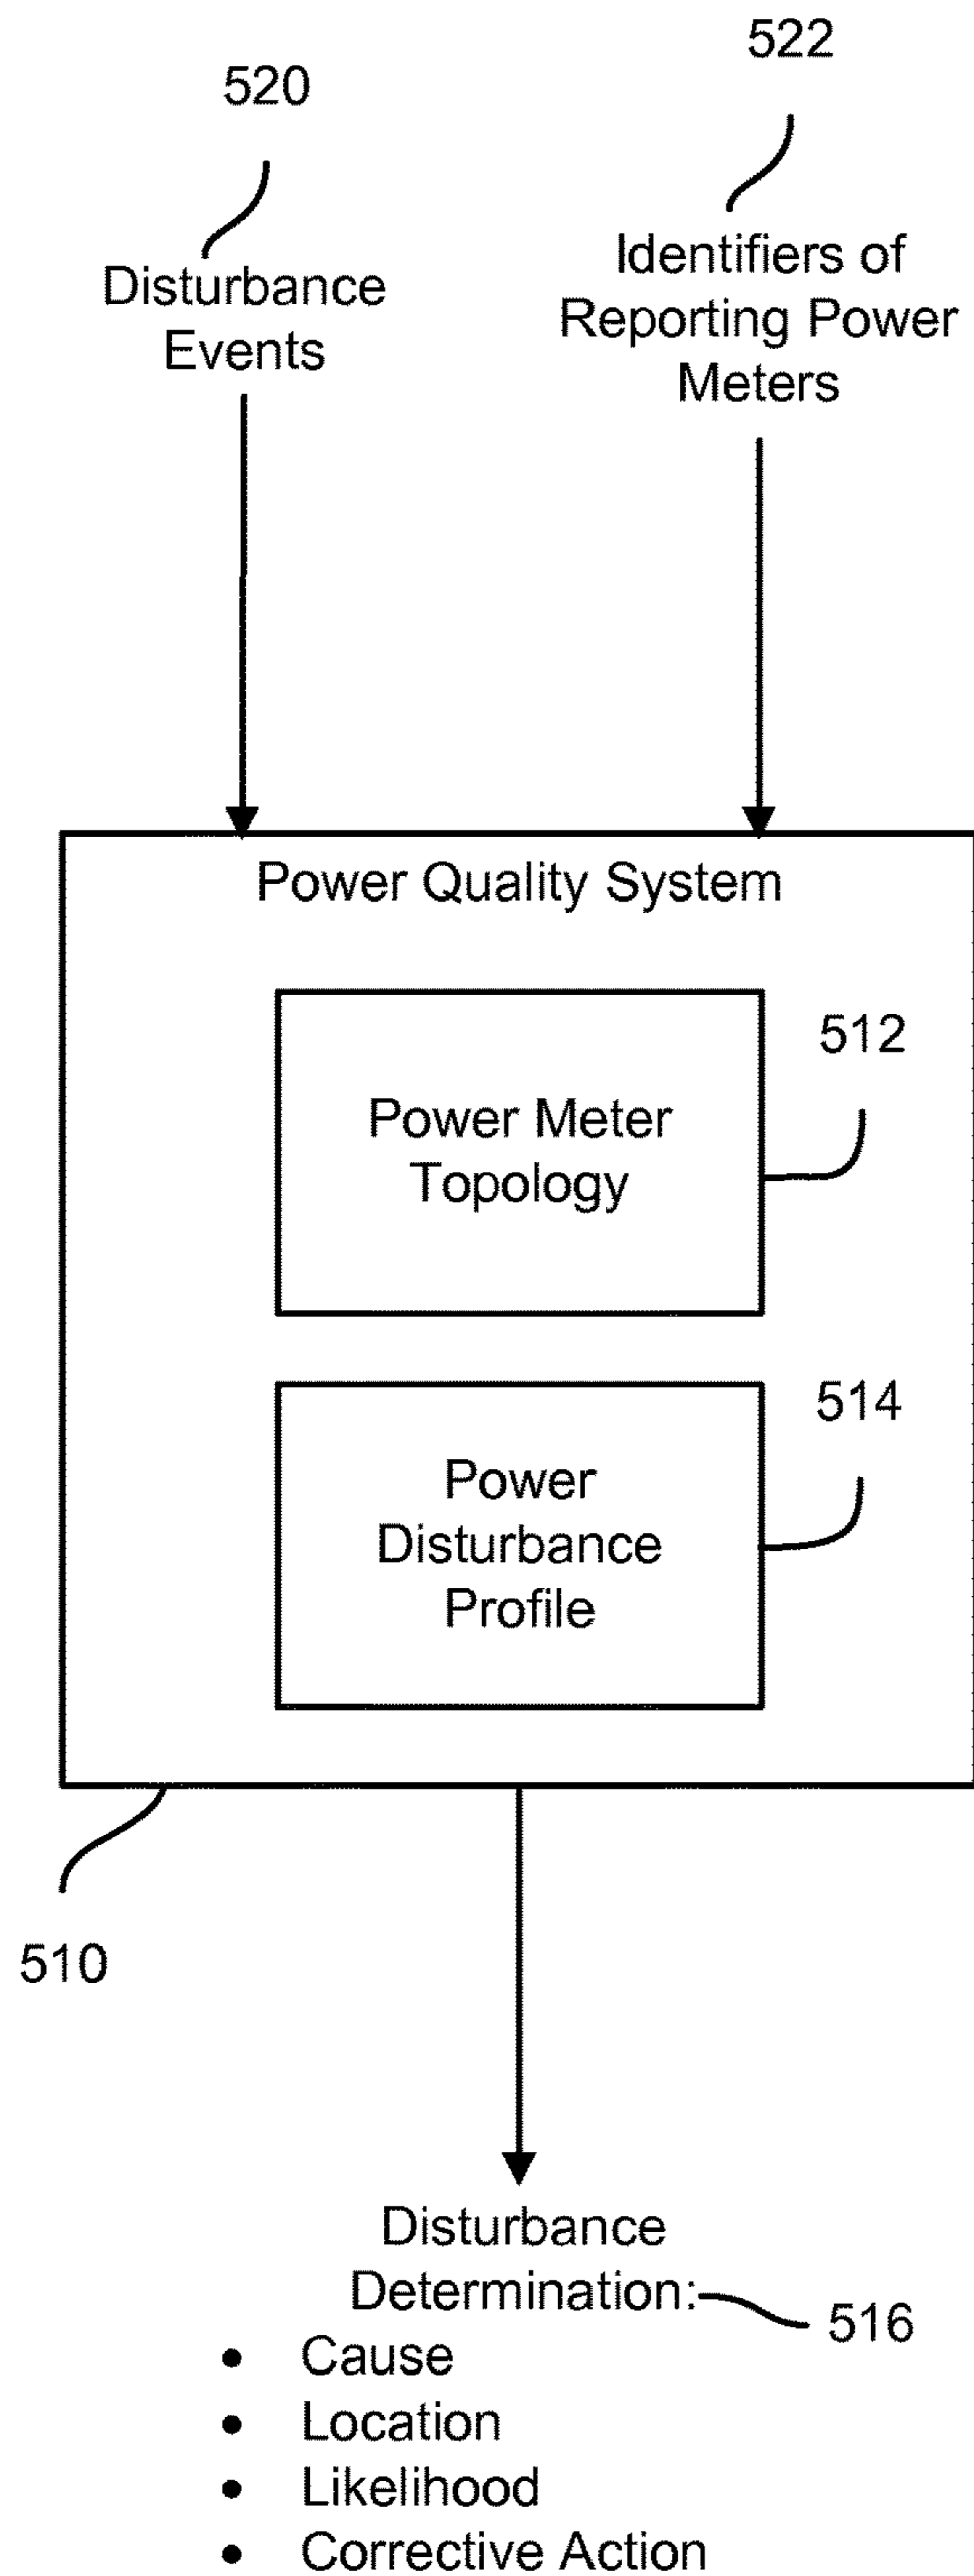 520
522
Disturbance
Events
Identifiers of
Reporting Power
Meters
Power Quality System
512
Power Meter
Topology
514
Power
Disturbance
Profile
510
Disturbance
Determination:
516
• Cause
• Location
• Likelihood
• Corrective Action